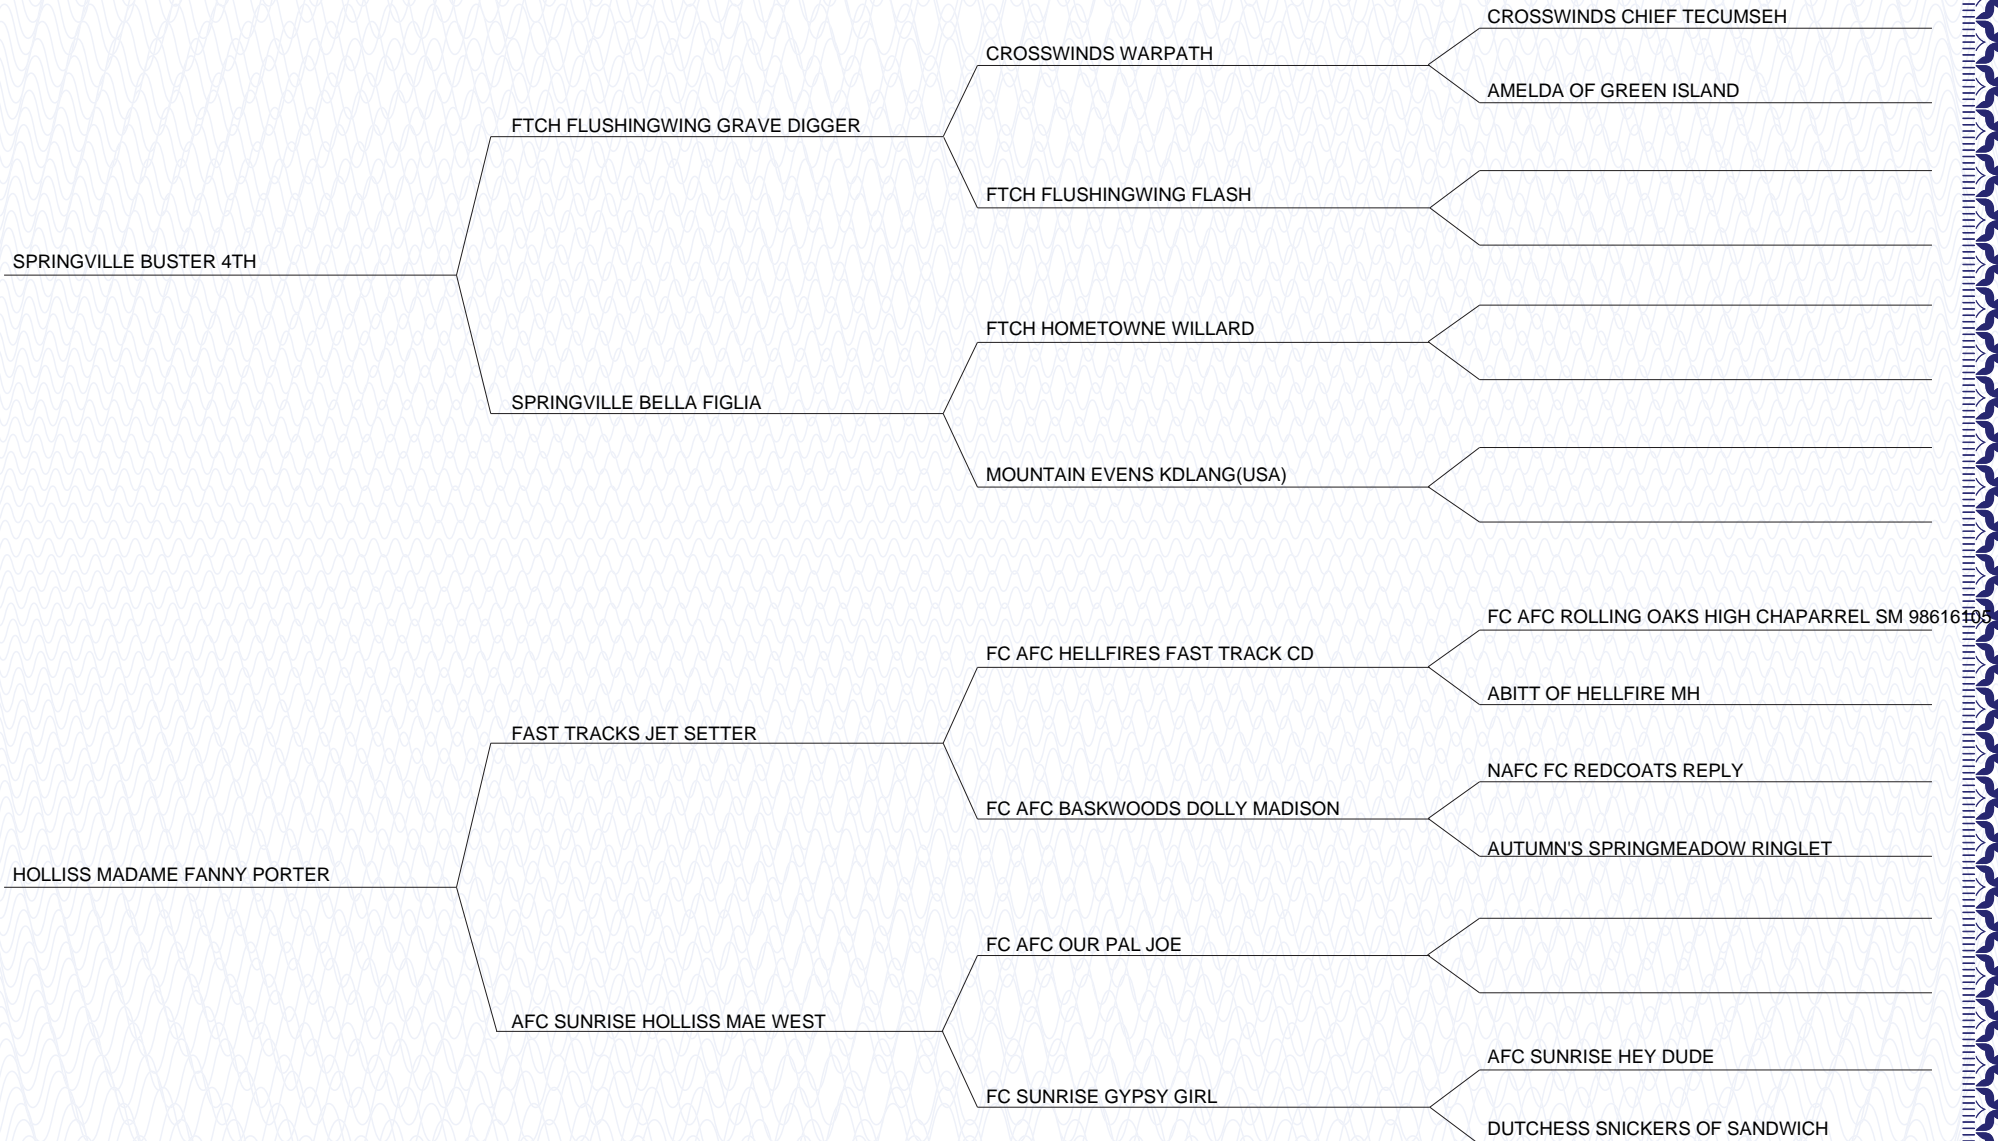 CROSSWINDS CHIEF TECUMSEH
CROSSWINDS WARPATH
AMELDA OF GREEN ISLAND
FTCH FLUSHINGWING GRAVE DIGGER
FTCH FLUSHINGWING FLASH
SPRINGVILLE BUSTER 4TH
FTCH HOMETOWNE WILLARD
SPRINGVILLE BELLA FIGLIA
MOUNTAIN EVENS KDLANG(USA)
FC AFC ROLLING OAKS HIGH CHAPARREL SM 98616105
FC AFC HELLFIRES FAST TRACK CD
ABITT OF HELLFIRE MH
FAST TRACKS JET SETTER
NAFC FC REDCOATS REPLY
FC AFC BASKWOODS DOLLY MADISON
AUTUMN'S SPRINGMEADOW RINGLET
HOLLISS MADAME FANNY PORTER
FC AFC OUR PAL JOE
AFC SUNRISE HOLLISS MAE WEST
AFC SUNRISE HEY DUDE
FC SUNRISE GYPSY GIRL
DUTCHESS SNICKERS OF SANDWICH